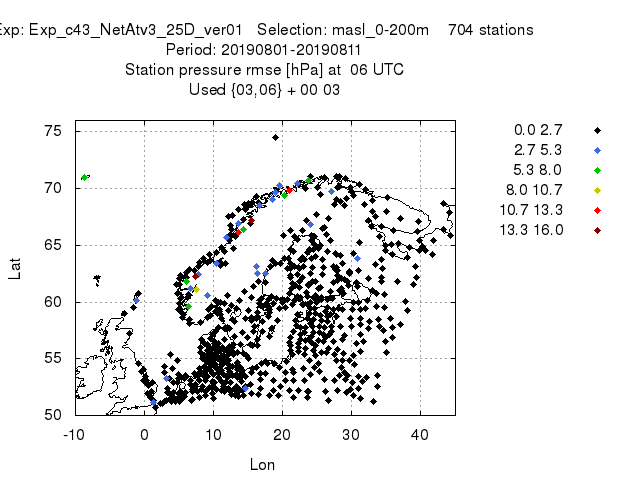 Exp: Exp_c43_NetAtv3_25D_ver01 Selection: masl_0-200m 704 stations
Period: 20190801-20190811
Station pressure rmse [hPa] at 06 UTC
Used {03,06} + 00 03
75
70
65
60
55
50
Lat
-10 0 10 20 30 40
Lon
0.0 2.7
2.7 5.3
5.3 8.0
8.0 10.7
10.7 13.3
13.3 16.0